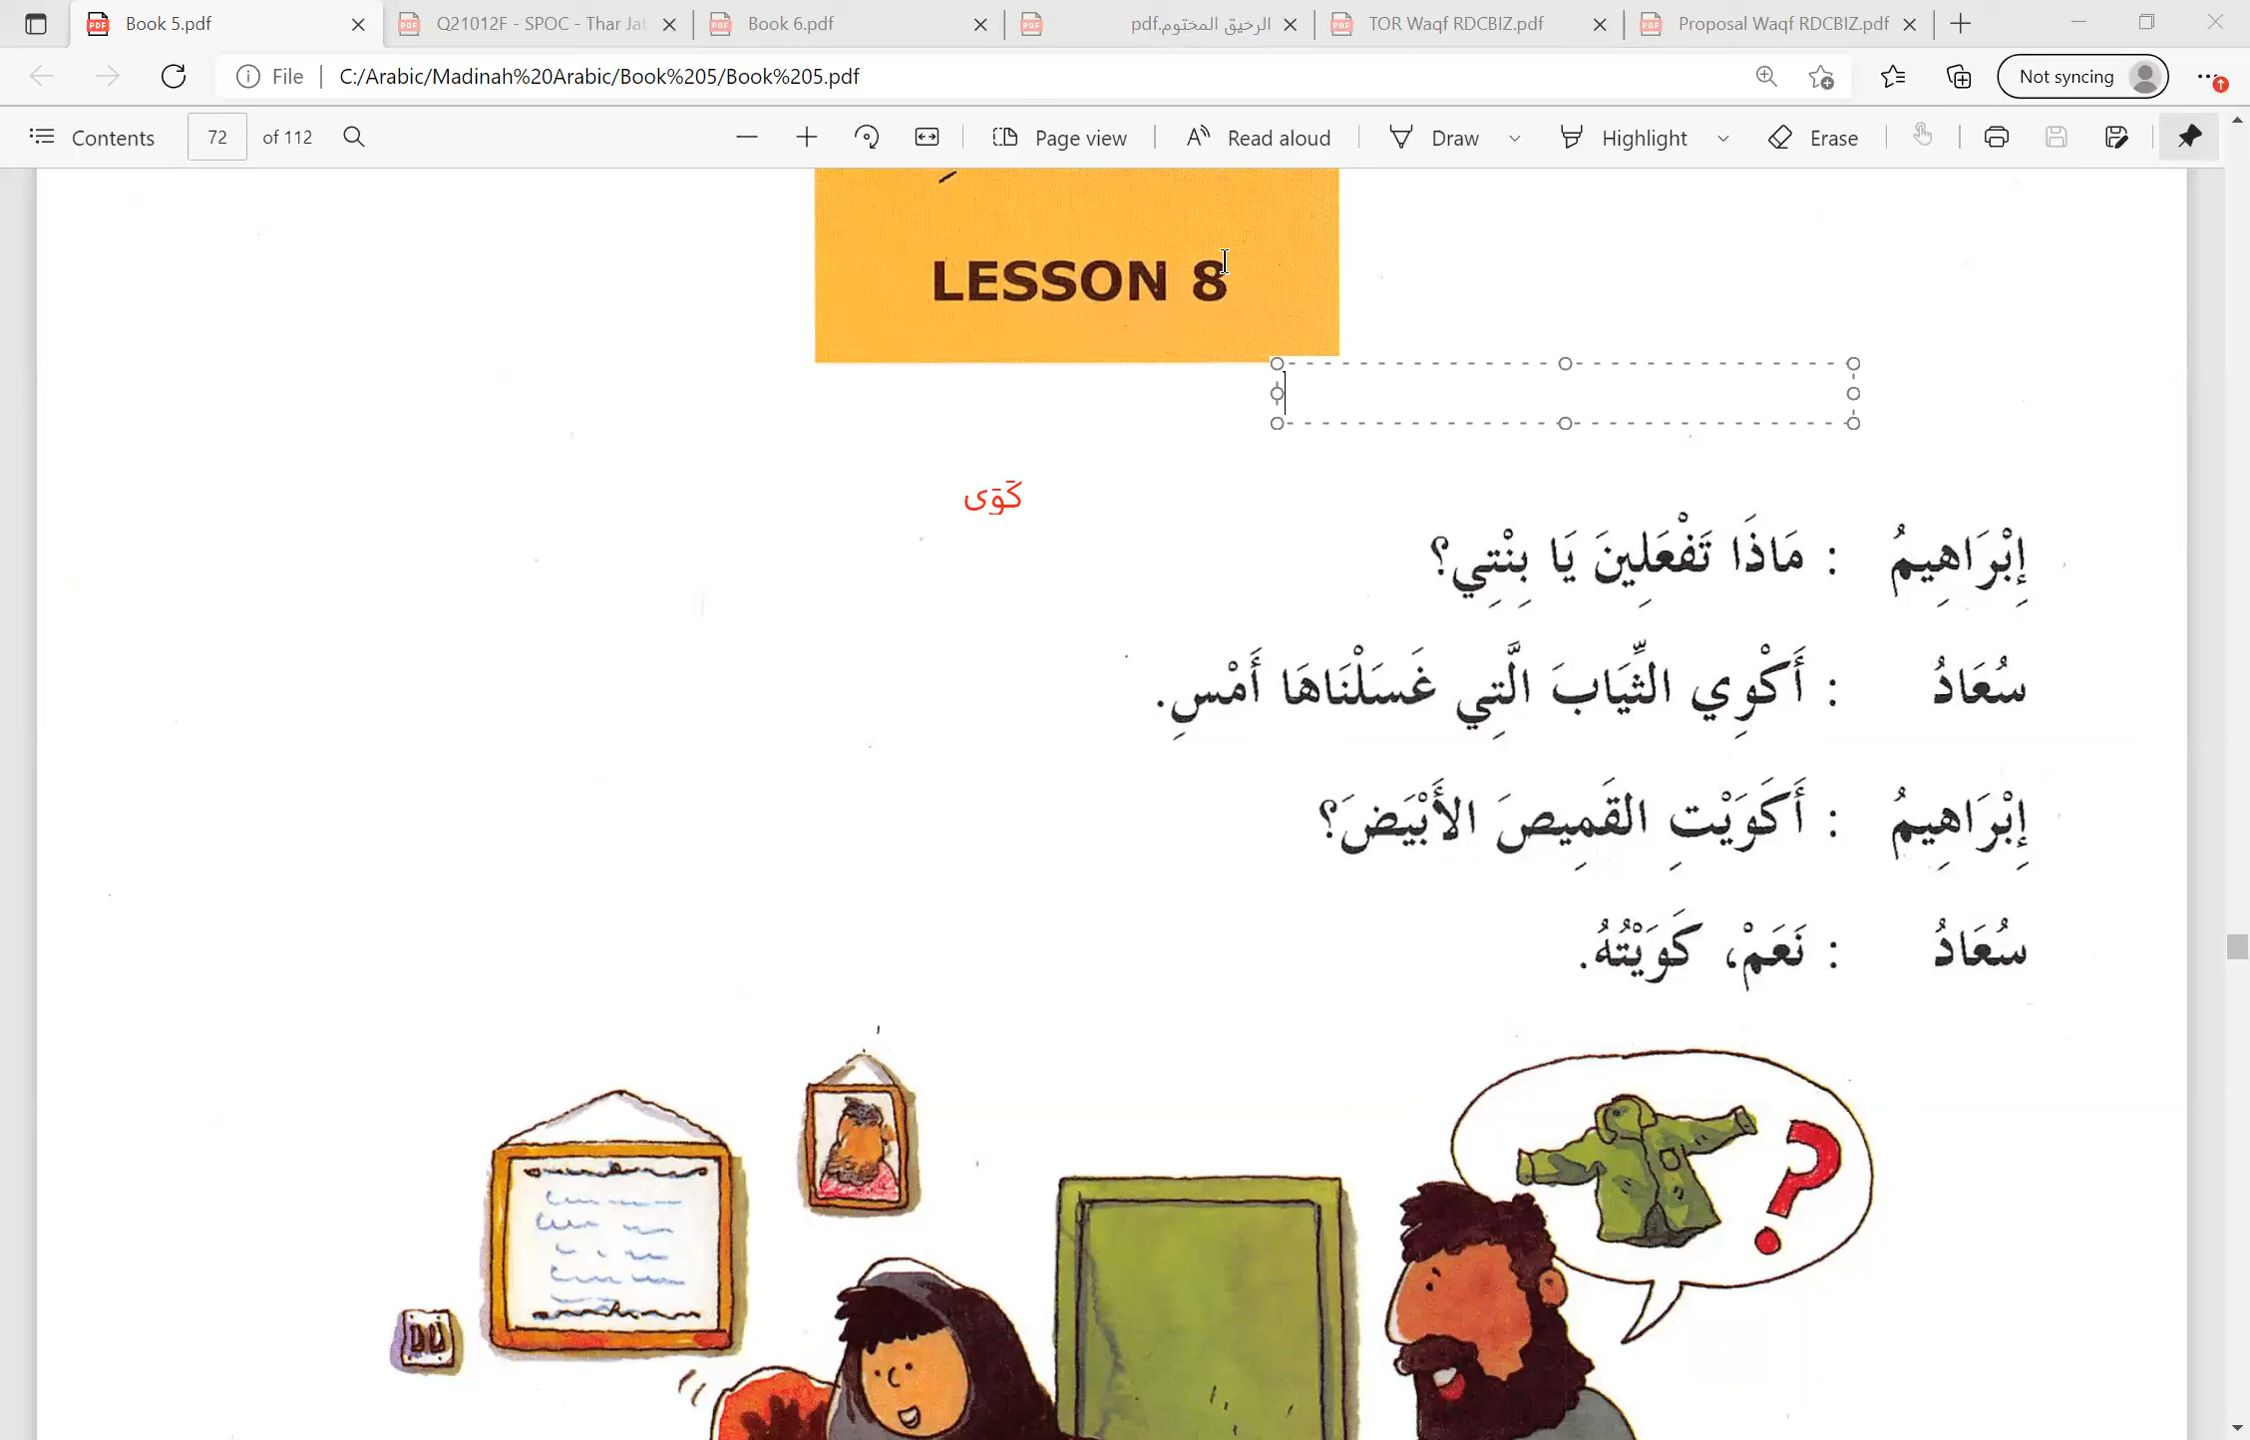 Book 5.pdf
Q21012F - SPOC - Thar Jat
Book 6.pdf
الرحيق المختوم.pdf
TOR Waqf RDCBIZ.pdf
Proposal Waqf RDCBIZ.pdf
File
C:/Arabic/Madinah%20Arabic/Book%205/Book%205.pdf
Not syncing
Contents
72 of 112
Page view
Read aloud
Draw
Highlight
Erase
LESSON 8
كَوَى
إِبْرَاهِيمُ : مَاذَا تَفْعَلِينَ يَا بِنْتِي؟
سُعَادُ : أَكْوِي الثِّيَابَ الَّتِي غَسَلْنَاهَا أَمْسِ.
إِبْرَاهِيمُ : أَكَوَيْتِ القَمِيصَ الأَبْيَضَ؟
سُعَادُ : نَعَمْ، كَوَيْتُهُ.
?